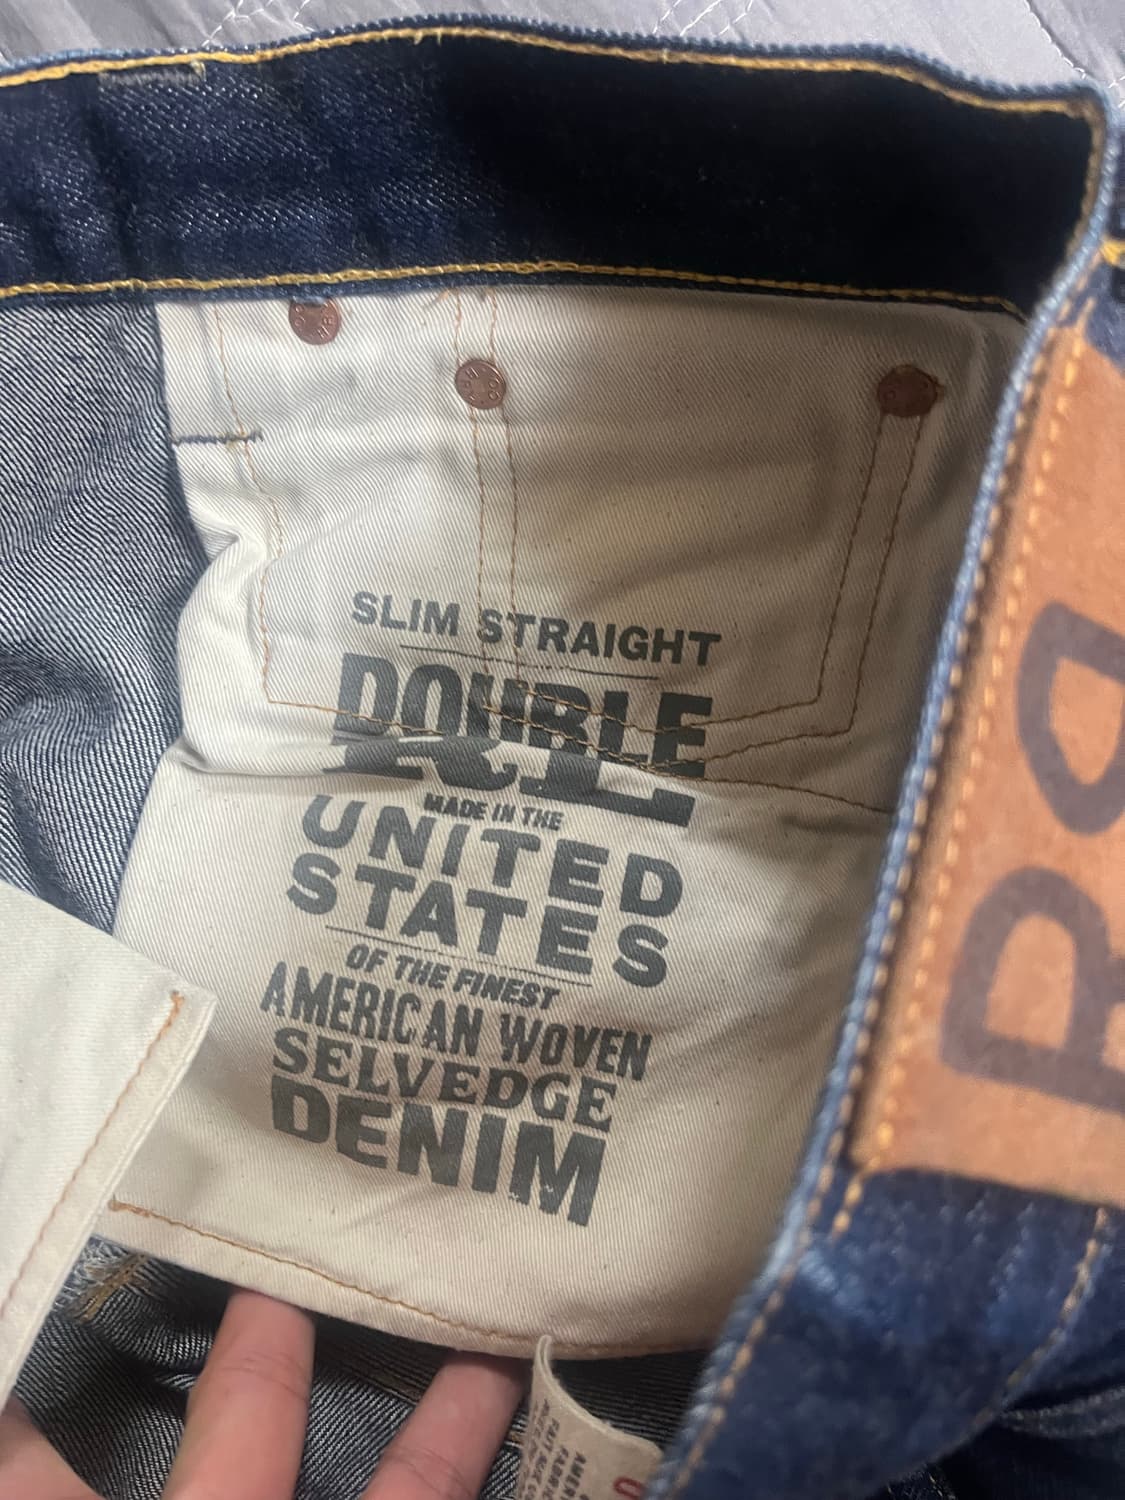 SLIM STRAIGHT
DOUBLE
RL
MADE IN THE
UNITED
STATES
OF THE FINEST
AMERICAN WOVEN
SELVEDGE
DENIM